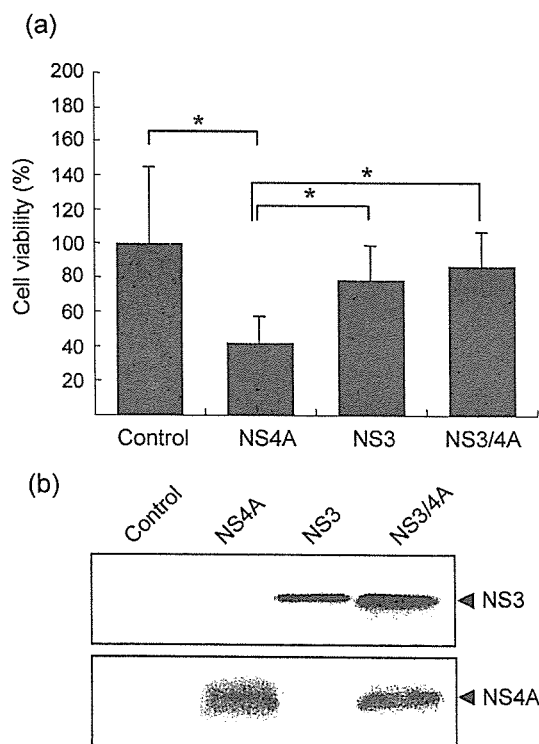 (a)
Cell viability (%)
200
180
160
140
120
100
80
60
40
20
*
*
*
Control NS4A NS3 NS3/4A
(b)
Control NS4A NS3 NS3/4A
NS3
NS4A